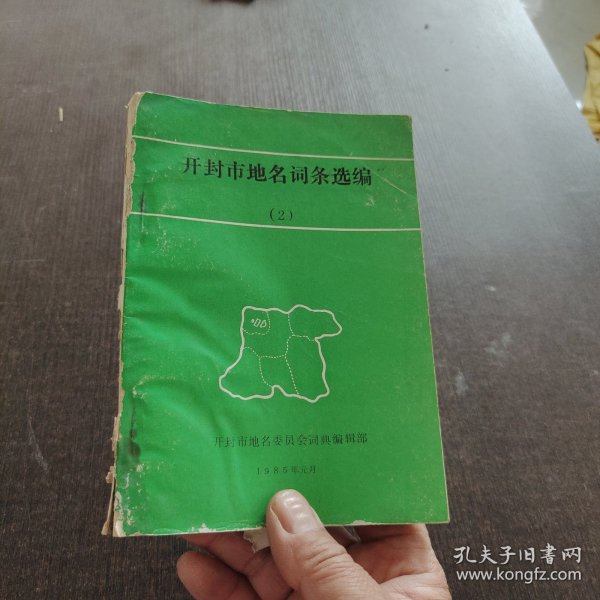 开封市地名词条选编
(2)
开封市地名委员会词典编辑部
1985年元月
孔夫子旧书网
www.kongfz.com